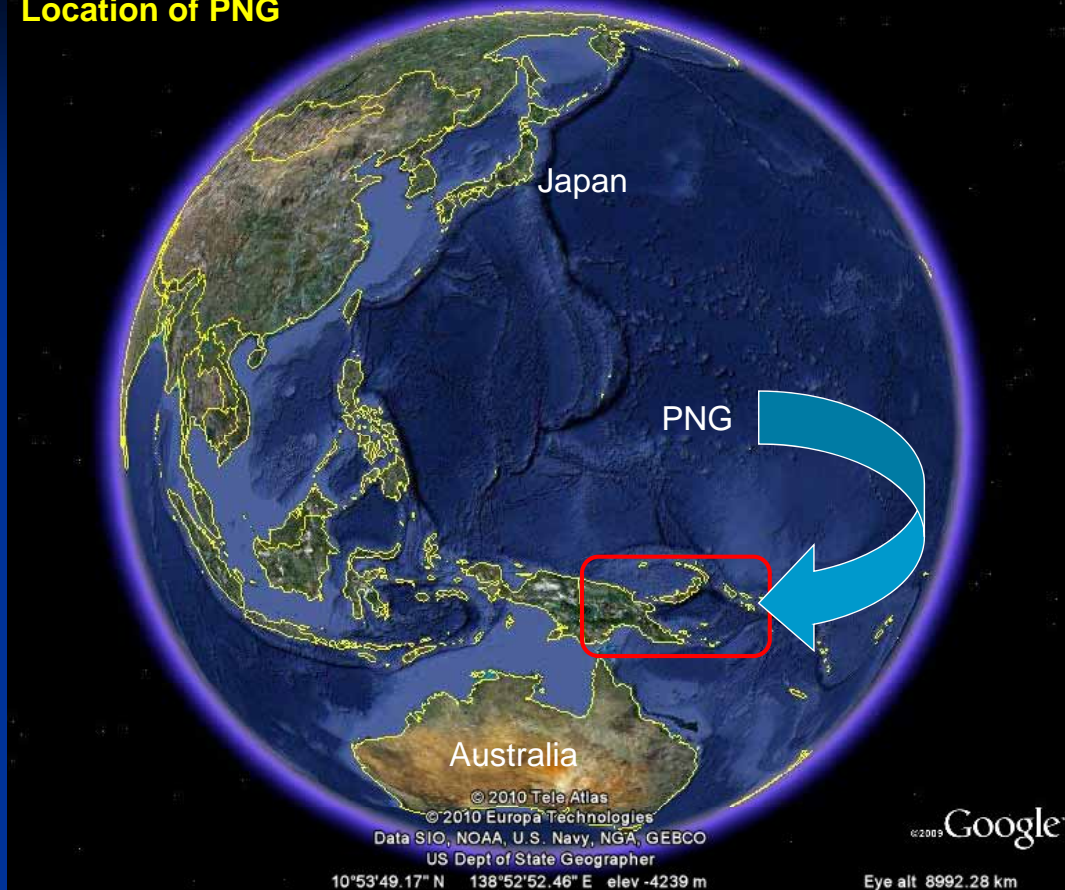 Location of PNG
Japan
PNG
Australia
© 2010 Tele Atlas
© 2010 Europa Technologies
Data SIO, NOAA, U.S. Navy, NGA, GEBCO
US Dept of State Geographer
©2009 Google
10°53'49.17" N 138°52'52.46" E elev -4239 m Eye alt 8992.28 km